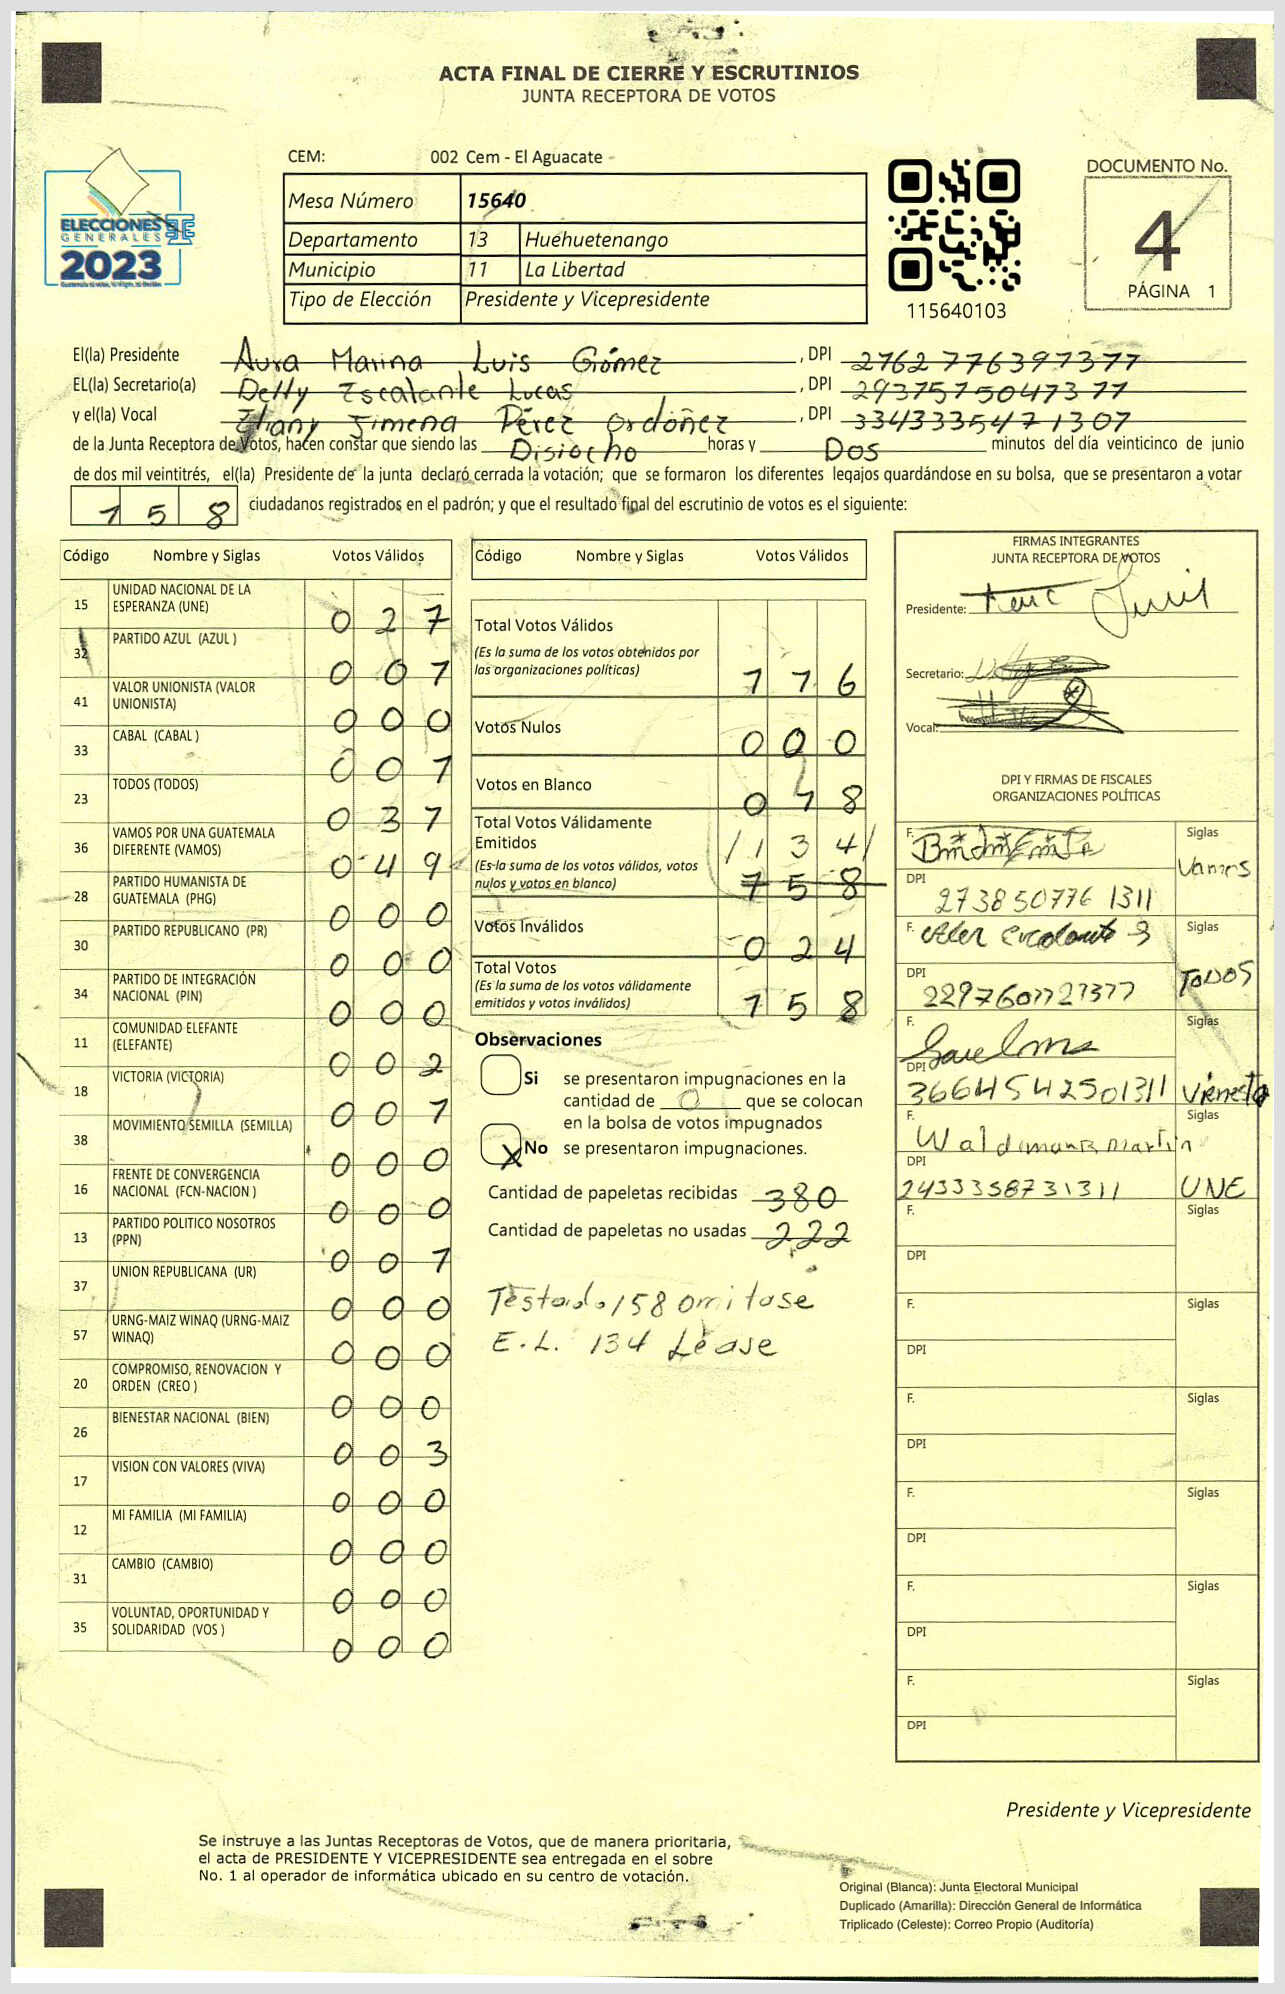 ACTA FINAL DE CIERRE Y ESCRUTINIOS
JUNTA RECEPTORA DE VOTOS
CEM: 002 Cem - El Aguacate
ELECCIONES
GENERALES
2023
Mesa Número 15640
Departamento 13 Huehuetenango
Municipio 11 La Libertad
Tipo de Elección Presidente y Vicepresidente
115640103
DOCUMENTO No.
4
PÁGINA 1
El(la) Presidente Aura Marina Luis Gómez, DPI 2762776397377
EL(la) Secretario(a) Delly Escalante Lucas, DPI 2937575047377
y el(la) Vocal Jimena Pérez Ordóñez, DPI 3343335471307
de la Junta Receptora de Votos, hacen constar que siendo las Disiocho horas y Dos minutos del día veinticinco de junio
de dos mil veintitrés, el(la) Presidente de la junta declaró cerrada la votación; que se formaron los diferentes legajos guardándose en su bolsa, que se presentaron a votar
158 ciudadanos registrados en el padrón; y que el resultado final del escrutinio de votos es el siguiente:
Código Nombre y Siglas Votos Válidos
15 UNIDAD NACIONAL DE LA ESPERANZA (UNE) 0 2 7
32 PARTIDO AZUL (AZUL ) 0 0 1
41 VALOR UNIONISTA (VALOR UNIONISTA) 0 0 0
33 CABAL (CABAL ) 0 0 1
23 TODOS (TODOS) 0 3 7
36 VAMOS POR UNA GUATEMALA DIFERENTE (VAMOS) 0 4 9
28 PARTIDO HUMANISTA DE GUATEMALA (PHG) 0 0 0
30 PARTIDO REPUBLICANO (PR) 0 0 0
34 PARTIDO DE INTEGRACIÓN NACIONAL (PIN) 0 0 0
11 COMUNIDAD ELEFANTE (ELEFANTE) 0 0 2
18 VICTORIA (VICTORIA) 0 0 1
38 MOVIMIENTO SEMILLA (SEMILLA) 0 0 0
16 FRENTE DE CONVERGENCIA NACIONAL (FCN-NACION ) 0 0 0
13 PARTIDO POLITICO NOSOTROS (PPN) 0 0 1
37 UNION REPUBLICANA (UR) 0 0 0
57 URNG-MAIZ WINAQ (URNG-MAIZ WINAQ) 0 0 0
20 COMPROMISO, RENOVACION Y ORDEN (CREO ) 0 0 0
26 BIENESTAR NACIONAL (BIEN) 0 0 3
17 VISION CON VALORES (VIVA) 0 0 0
12 MI FAMILIA (MI FAMILIA) 0 0 0
31 CAMBIO (CAMBIO) 0 0 0
35 VOLUNTAD, OPORTUNIDAD Y SOLIDARIDAD (VOS ) 0 0 0
Código Nombre y Siglas Votos Válidos
Total Votos Válidos
(Es la suma de los votos obtenidos por
las organizaciones políticas) 1 1 6
Votos Nulos 0 0 0
Votos en Blanco 0 1 8
Total Votos Válidamente
Emitidos /1 3 4/
(Es la suma de los votos válidos, votos
nulos y votos en blanco) 1 5 8
Votos Inválidos 0 2 4
Total Votos
(Es la suma de los votos válidamente
emitidos y votos inválidos) 1 5 8
Observaciones
Si se presentaron impugnaciones en la
cantidad de 0 que se colocan
en la bolsa de votos impugnados
X No se presentaron impugnaciones.
Cantidad de papeletas recibidas 380
Cantidad de papeletas no usadas 222
Testado 158 omitase
E.L. 134 Léase
FIRMAS INTEGRANTES
JUNTA RECEPTORA DE VOTOS
Presidente:
Secretario:
Vocal:
DPI Y FIRMAS DE FISCALES
ORGANIZACIONES POLÍTICAS
F. Siglas
Vamos
DPI
273850776 1311
F. Siglas
TODOS
DPI
F. Siglas
DPI
3664542501311
F. Siglas
DPI
2433358731311 UNE
F. Siglas
DPI
F. Siglas
DPI
F. Siglas
DPI
F. Siglas
DPI
F. Siglas
DPI
F. Siglas
DPI
Presidente y Vicepresidente
Se instruye a las Juntas Receptoras de Votos, que de manera prioritaria,
el acta de PRESIDENTE Y VICEPRESIDENTE sea entregada en el sobre
No. 1 al operador de informática ubicado en su centro de votación.
Original (Blanca): Junta Electoral Municipal
Duplicado (Amarilla): Dirección General de Informática
Triplicado (Celeste): Correo Propio (Auditoría)